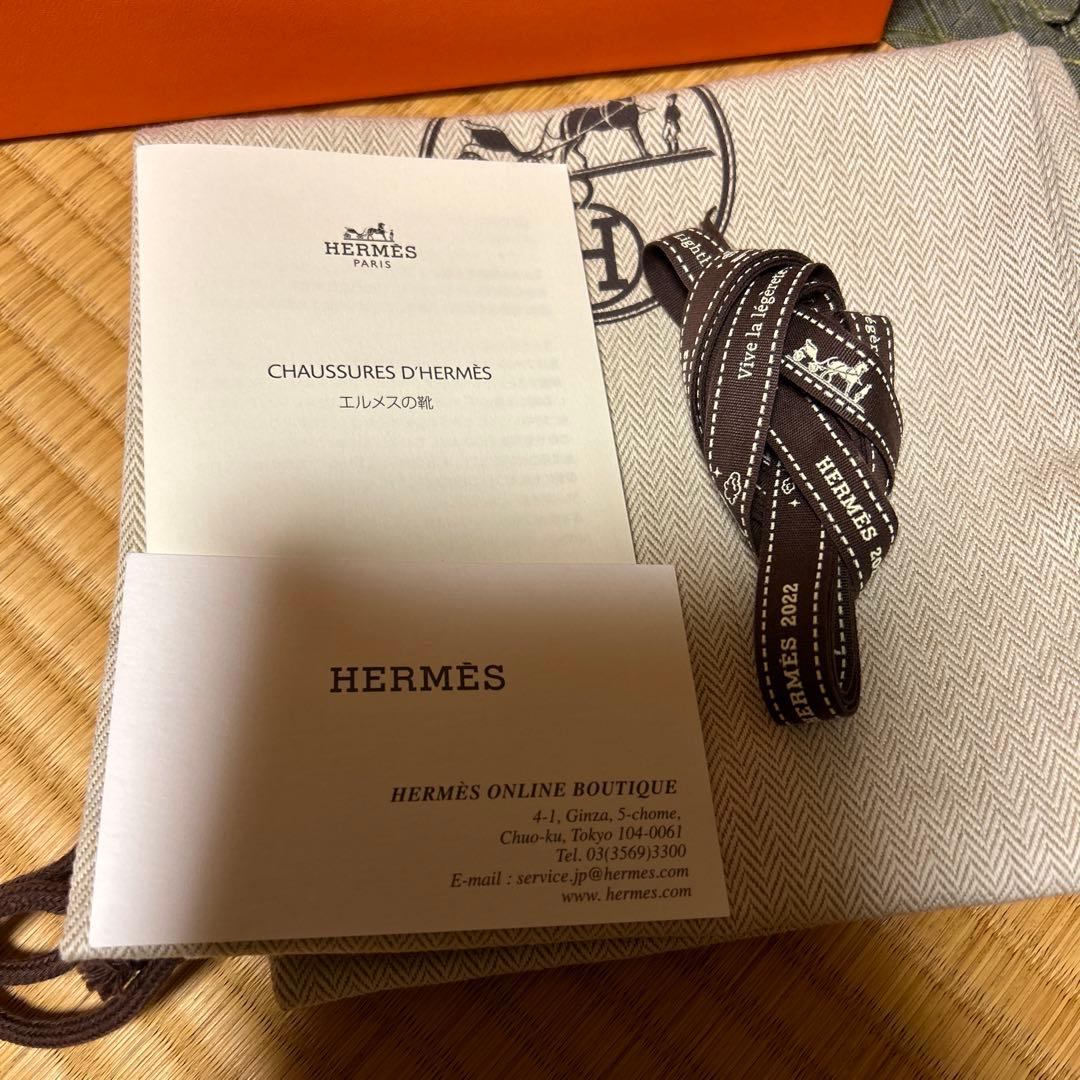 HERMÈS
PARIS
CHAUSSURES D'HERMÈS
エルメスの靴
HERMÈS
HERMÈS ONLINE BOUTIQUE
4-1, Ginza, 5-chome,
Chuo-ku, Tokyo 104-0061
Tel. 03(3569)3300
E-mail : service.jp@hermes.com
www. hermes.com
H
Vive la légèreté
HERMÈS 20
HERMÈS 2022